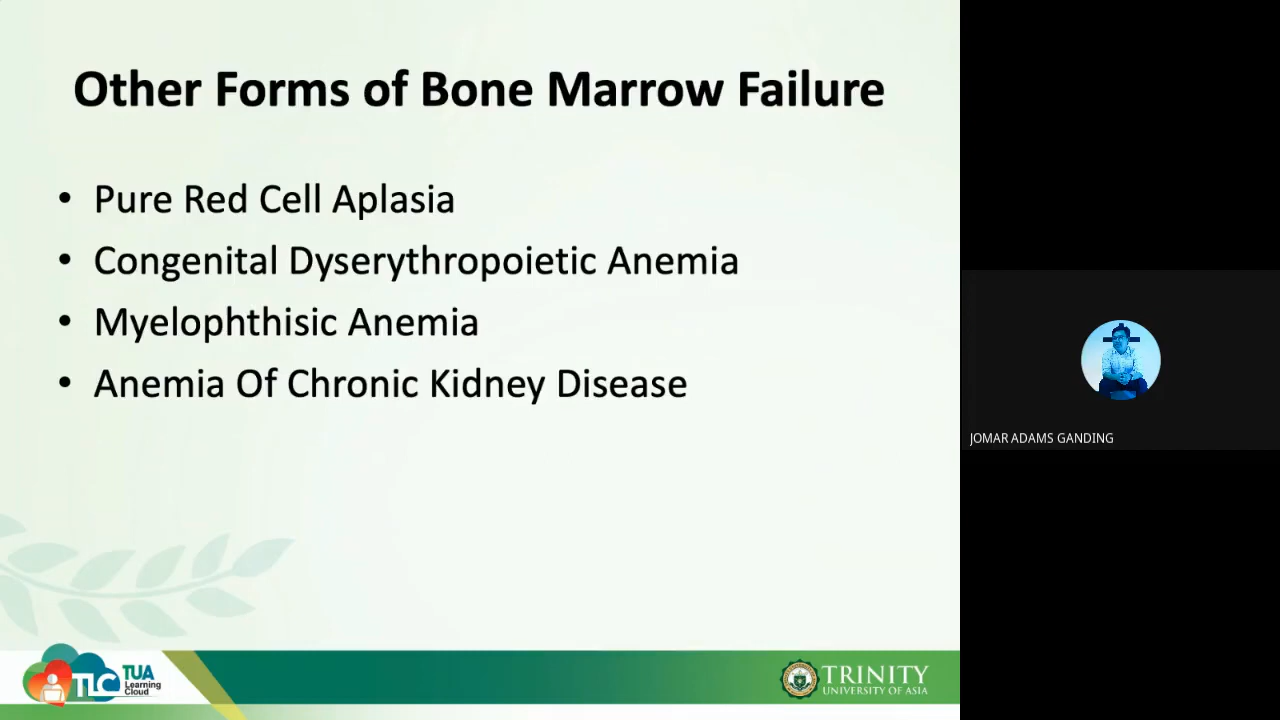 Other Forms of Bone Marrow Failure
• Pure Red Cell Aplasia
• Congenital Dyserythropoietic Anemia
• Myelophthisic Anemia
• Anemia Of Chronic Kidney Disease
JOMAR ADAMS GANDING
TLC
TUA
Learning
Cloud
TRINITY
UNIVERSITY OF ASIA